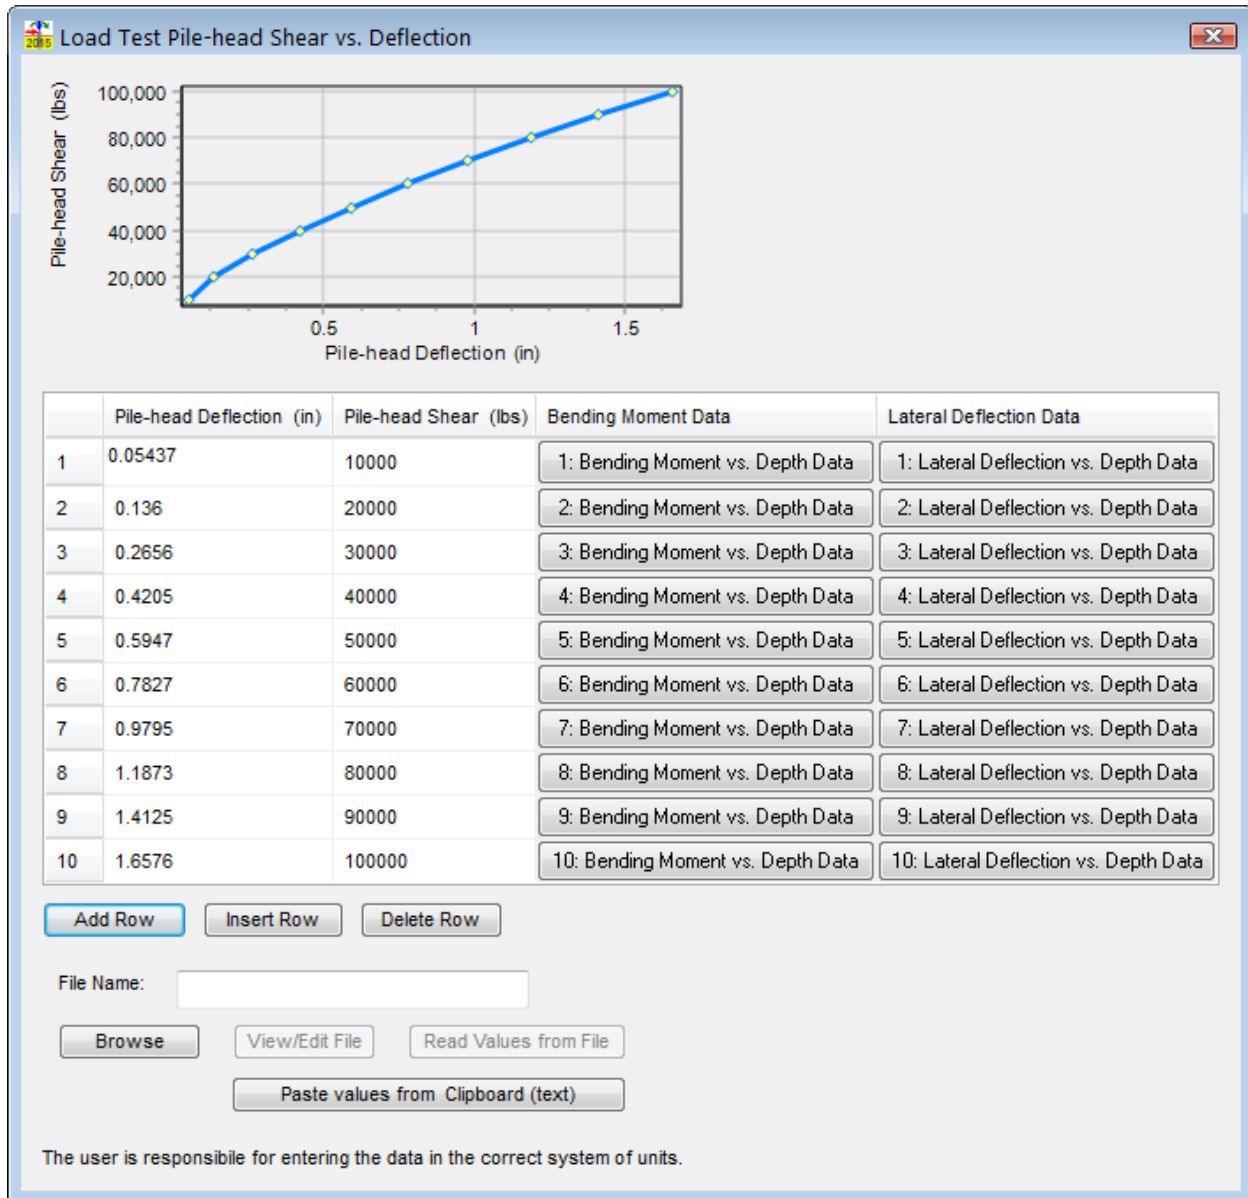 2015 Load Test Pile-head Shear vs. Deflection
Pile-head Shear (lbs)
100,000
80,000
60,000
40,000
20,000
0.5 1 1.5
Pile-head Deflection (in)
Pile-head Deflection (in) Pile-head Shear (lbs) Bending Moment Data Lateral Deflection Data
1 0.05437 10000 1: Bending Moment vs. Depth Data 1: Lateral Deflection vs. Depth Data
2 0.136 20000 2: Bending Moment vs. Depth Data 2: Lateral Deflection vs. Depth Data
3 0.2656 30000 3: Bending Moment vs. Depth Data 3: Lateral Deflection vs. Depth Data
4 0.4205 40000 4: Bending Moment vs. Depth Data 4: Lateral Deflection vs. Depth Data
5 0.5947 50000 5: Bending Moment vs. Depth Data 5: Lateral Deflection vs. Depth Data
6 0.7827 60000 6: Bending Moment vs. Depth Data 6: Lateral Deflection vs. Depth Data
7 0.9795 70000 7: Bending Moment vs. Depth Data 7: Lateral Deflection vs. Depth Data
8 1.1873 80000 8: Bending Moment vs. Depth Data 8: Lateral Deflection vs. Depth Data
9 1.4125 90000 9: Bending Moment vs. Depth Data 9: Lateral Deflection vs. Depth Data
10 1.6576 100000 10: Bending Moment vs. Depth Data 10: Lateral Deflection vs. Depth Data
Add Row Insert Row Delete Row
File Name:
Browse View/Edit File Read Values from File
Paste values from Clipboard (text)
The user is responsibile for entering the data in the correct system of units.